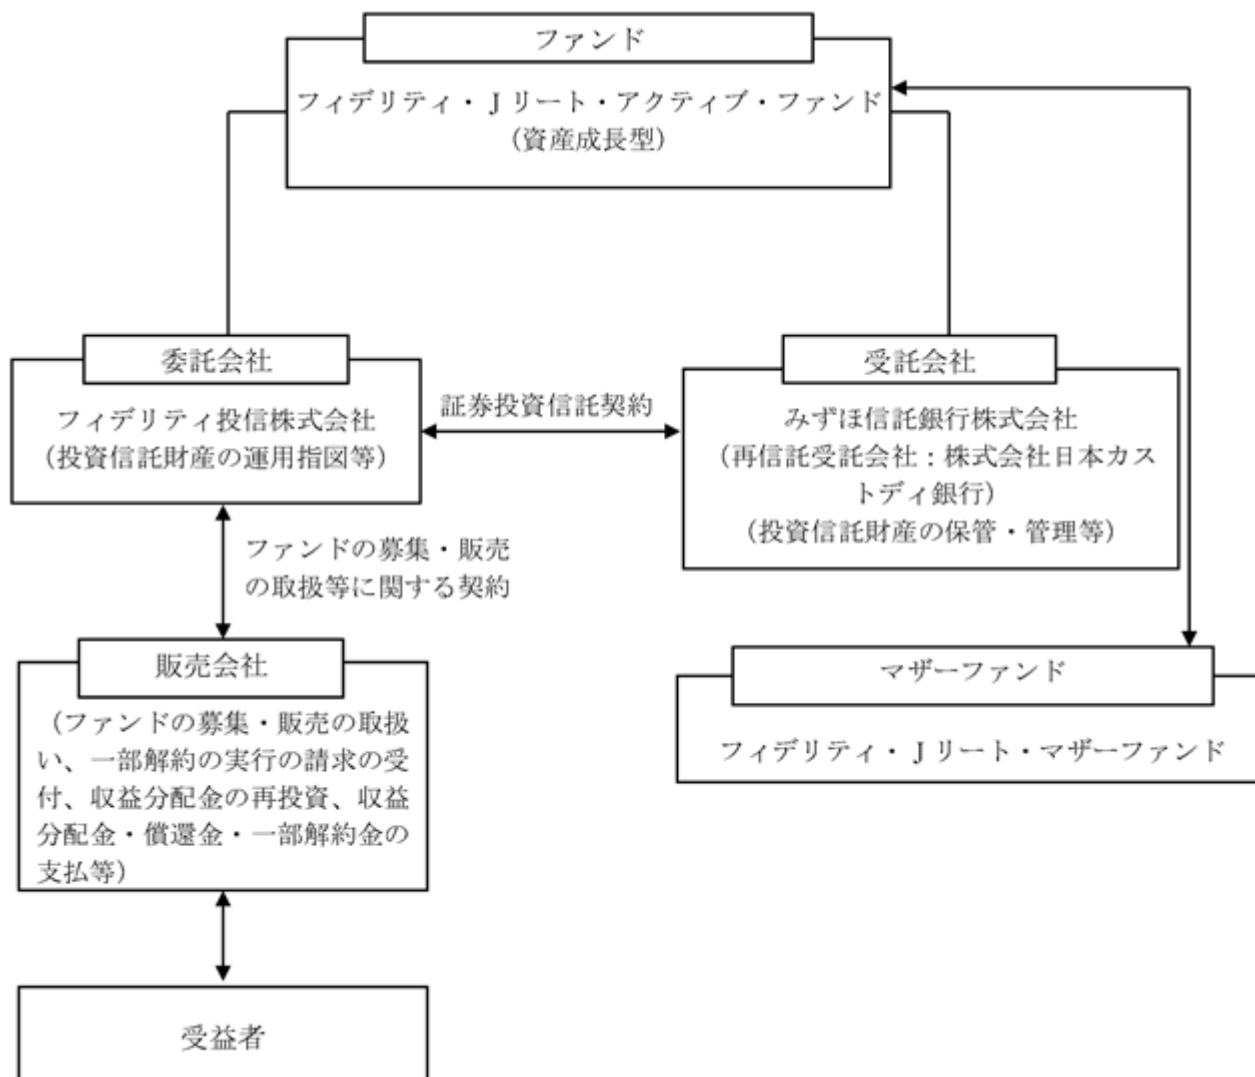 ファンド
フィデリティ・Jリート・アクティブ・ファンド
（資産成長型）
委託会社
フィデリティ投信株式会社
（投資信託財産の運用指図等）
証券投資信託契約
受託会社
みずほ信託銀行株式会社
（再信託受託会社：株式会社日本カス
トディ銀行）
（投資信託財産の保管・管理等）
ファンドの募集・販売
の取扱等に関する契約
販売会社
（ファンドの募集・販売の取扱
い、一部解約の実行の請求の受
付、収益分配金の再投資、収益
分配金・償還金・一部解約金の
支払等）
マザーファンド
フィデリティ・Jリート・マザーファンド
受益者